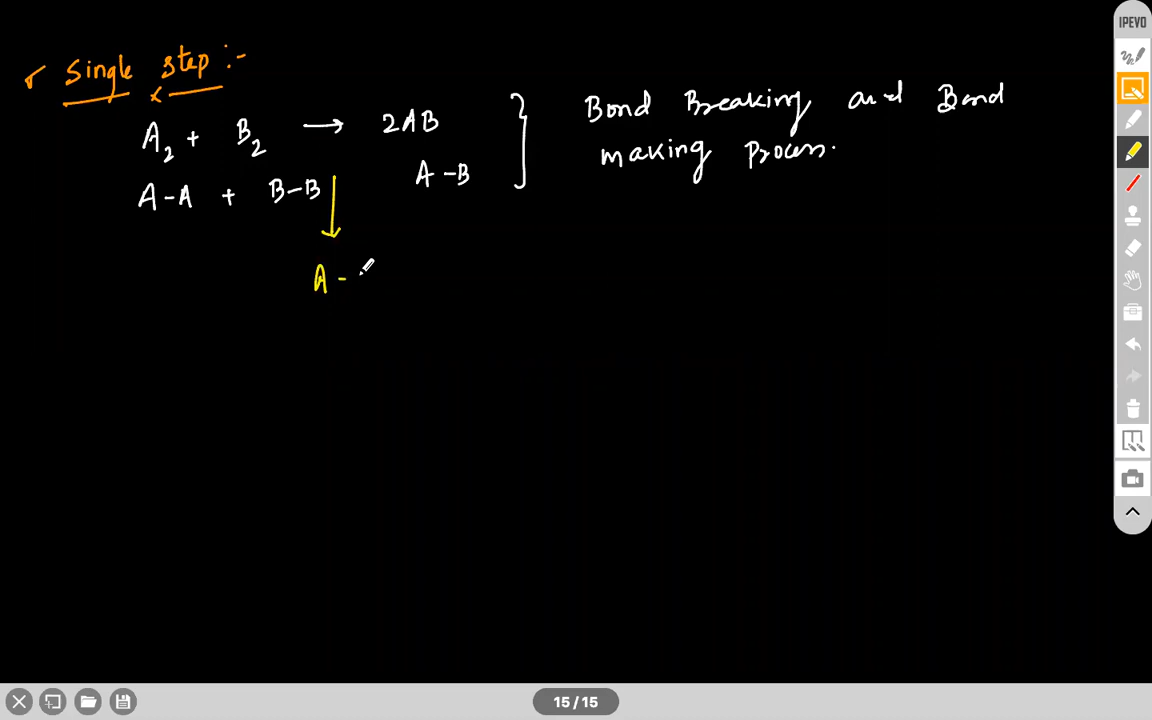 Single step :-
A2 + B2 → 2AB
Bond Breaking and Bond
making Process.
A-A + B-B A-B
A -
IPEVO
15/15